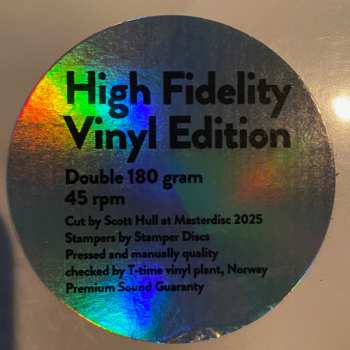 High Fidelity
Vinyl Edition
Double 180 gram
45 rpm
Cut by Scott Hull at Masterdisc 2025
Stampers by Stamper Discs
Pressed and manually quality
checked by T-time vinyl plant, Norway
Premium Sound Guaranty